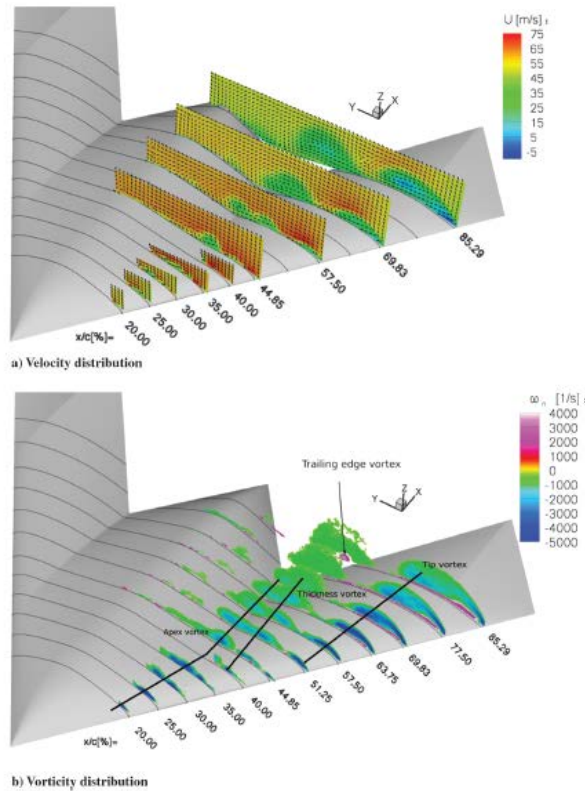 U [m/s]
75
65
55
45
35
25
15
5
-5
Z
Y X
20.00
25.00
30.00
35.00
40.00
44.85
57.50
69.83
85.29
x/c[%]=
a) Velocity distribution
[1/s]
4000
3000
2000
1000
0
-1000
-2000
-3000
-4000
-5000
Trailing edge vortex
Z
Y X
Tip vortex
Thickness vortex
Apex vortex
20.00
25.00
30.00
35.00
40.00
44.85
51.25
57.50
63.75
69.83
77.50
85.29
x/c[%]=
b) Vorticity distribution